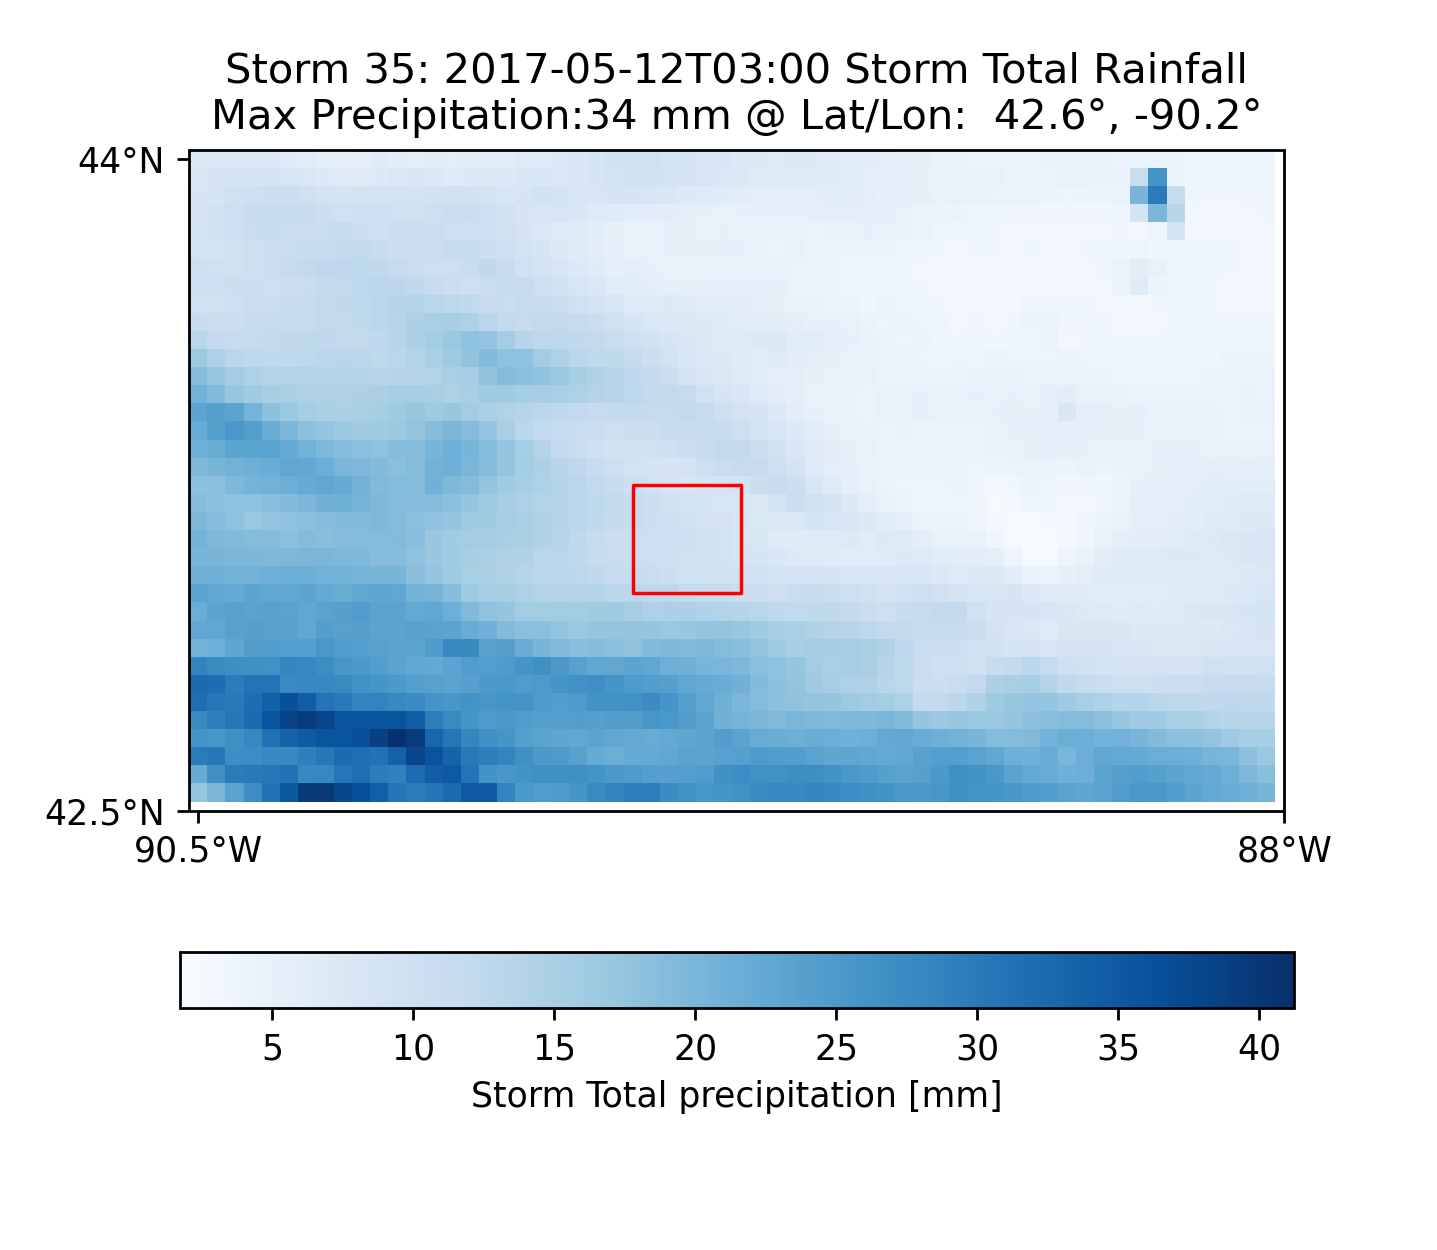 Storm 35: 2017-05-12T03:00 Storm Total Rainfall
Max Precipitation:34 mm @ Lat/Lon:  42.6°, -90.2°
44°N
42.5°N
90.5°W 88°W
5 10 15 20 25 30 35 40
Storm Total precipitation [mm]